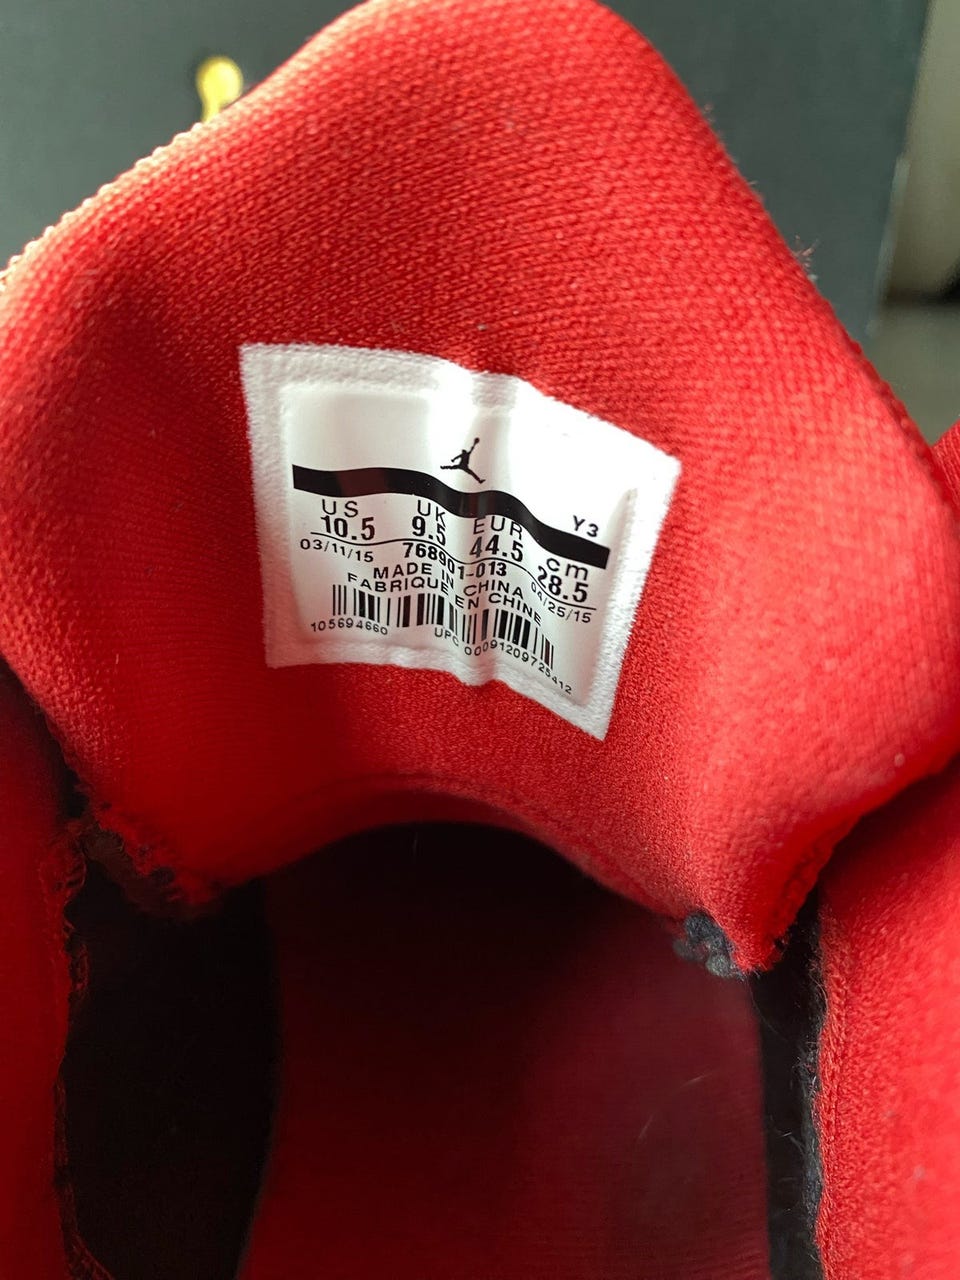 Y3
US UK EUR cm
10.5 9.5 44.5 28.5
03/11/15 768901-013 04/25/15
MADE IN CHINA
FABRIQUE EN CHINE
105694660 UPC 00091209725412